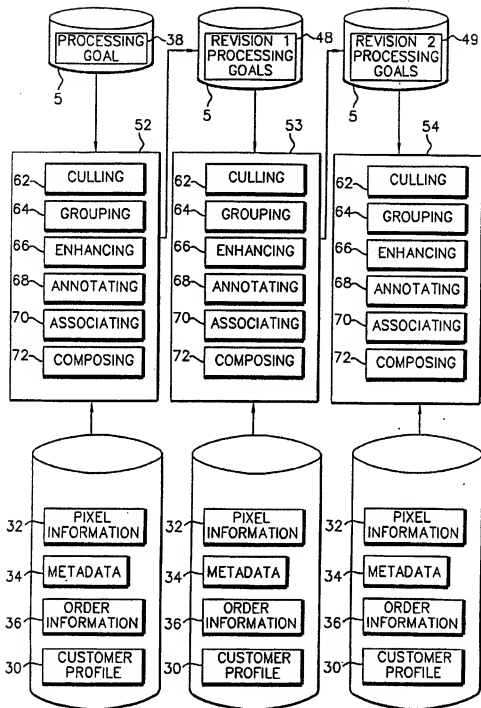 PROCESSING
GOAL
38
5
REVISION 1
PROCESSING
GOALS
48
5
REVISION 2
PROCESSING
GOALS
49
5
52
62 CULLING
64 GROUPING
66 ENHANCING
68 ANNOTATING
70 ASSOCIATING
72 COMPOSING
53
62 CULLING
64 GROUPING
66 ENHANCING
68 ANNOTATING
70 ASSOCIATING
72 COMPOSING
54
62 CULLING
64 GROUPING
66 ENHANCING
68 ANNOTATING
70 ASSOCIATING
72 COMPOSING
32 PIXEL
INFORMATION
34 METADATA
36 ORDER
INFORMATION
30 CUSTOMER
PROFILE
32 PIXEL
INFORMATION
34 METADATA
36 ORDER
INFORMATION
30 CUSTOMER
PROFILE
32 PIXEL
INFORMATION
34 METADATA
36 ORDER
INFORMATION
30 CUSTOMER
PROFILE